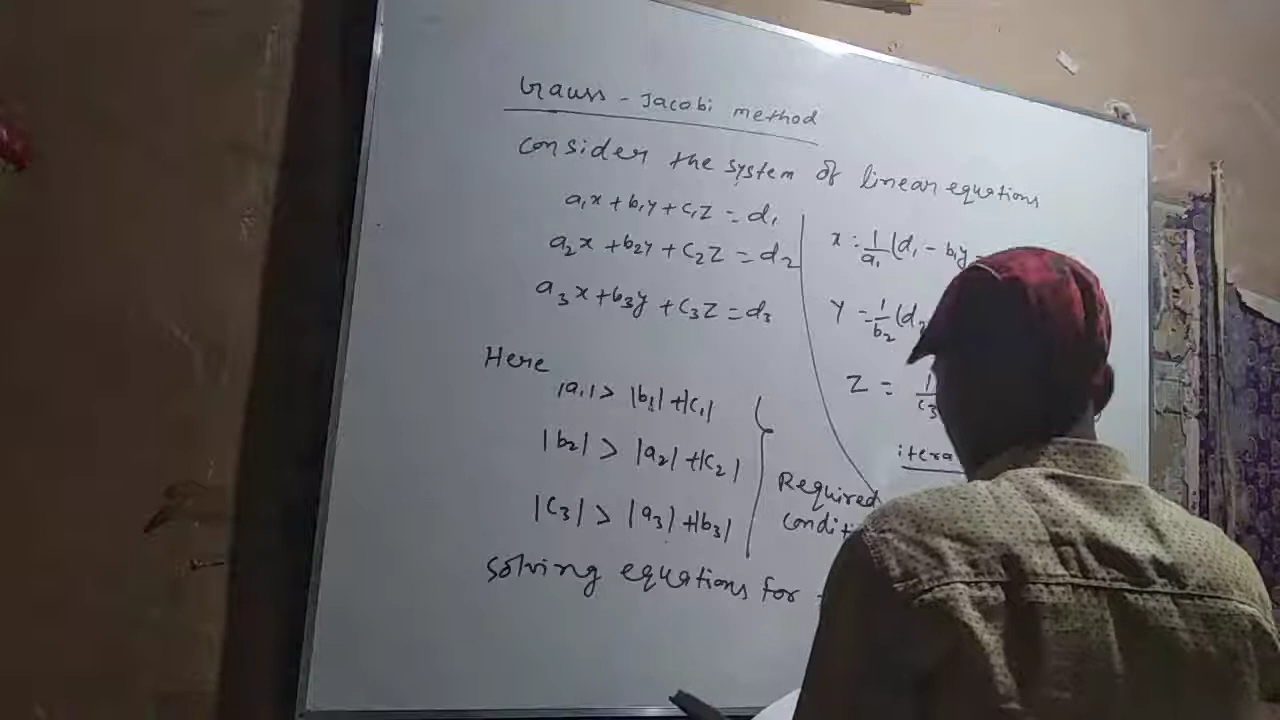 Gauss - Jacobi method
Consider the system of linear equations
a₁x + b₁y + c₁z = d₁
a₂x + b₂y + c₂z = d₂
a₃x + b₃y + c₃z = d₃
Here
|a₁| > |b₁| + |c₁|
|b₂| > |a₂| + |c₂|
|c₃| > |a₃| + |b₃|
Required
solving equations for
x = 1/a₁ (d₁ - b₁y
y = 1/b₂ (d₂
z = 1/c₃